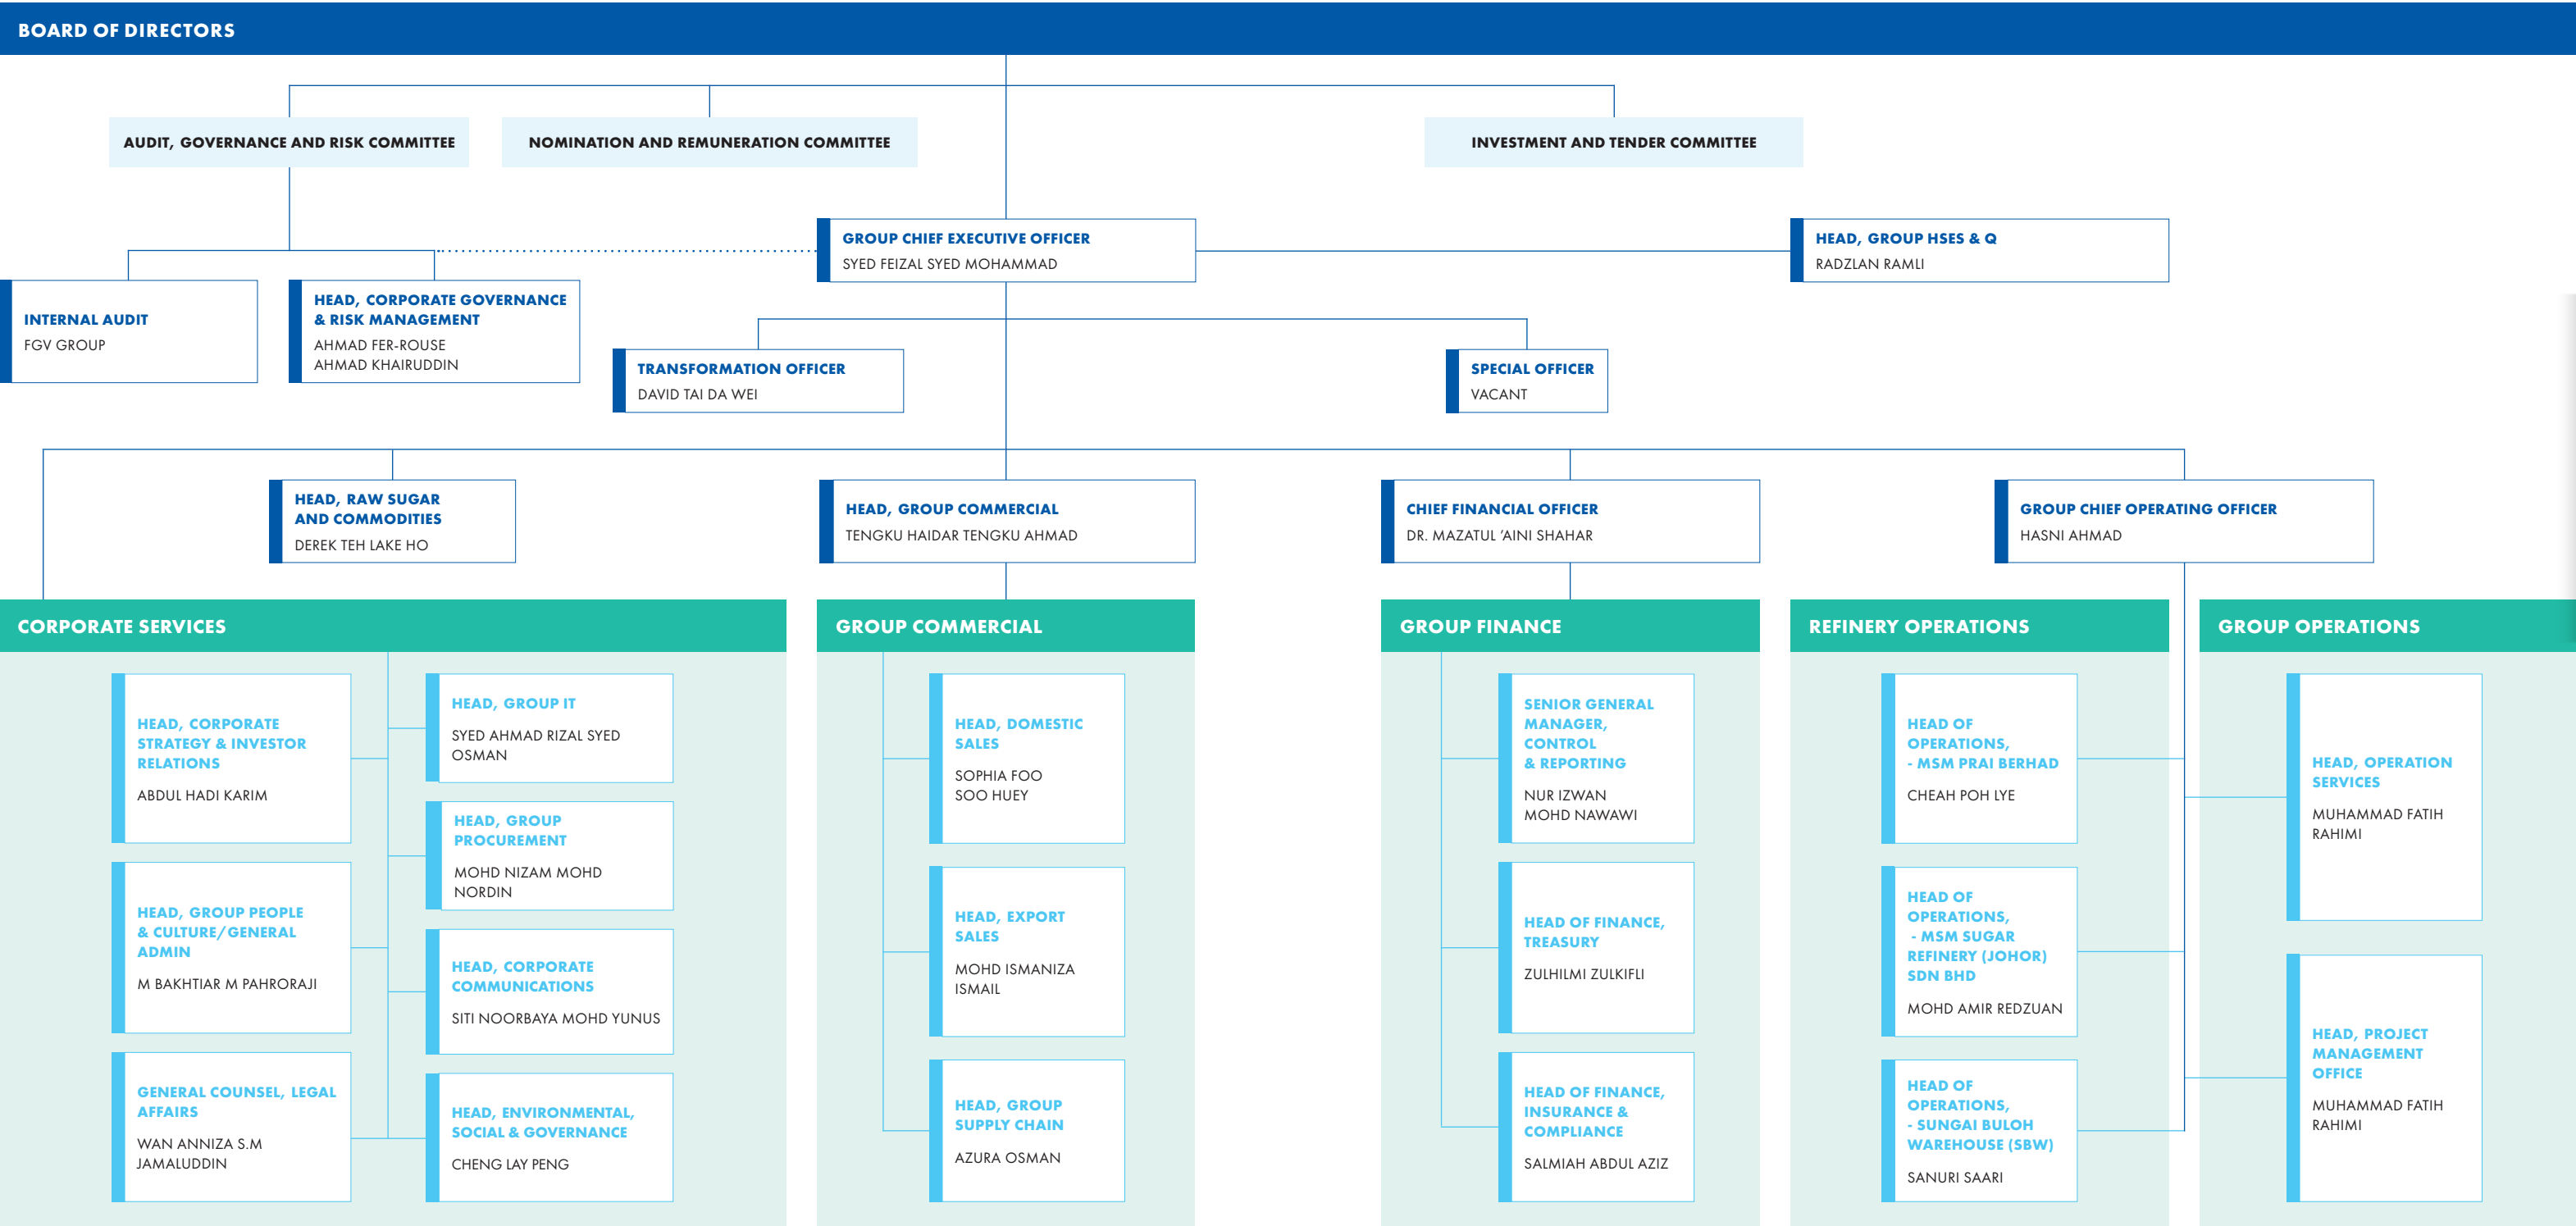 BOARD OF DIRECTORS
AUDIT, GOVERNANCE AND RISK COMMITTEE
NOMINATION AND REMUNERATION COMMITTEE
INVESTMENT AND TENDER COMMITTEE
GROUP CHIEF EXECUTIVE OFFICER
SYED FEIZAL SYED MOHAMMAD
HEAD, GROUP HSES & Q
RADZLAN RAMLI
INTERNAL AUDIT
FGV GROUP
HEAD, CORPORATE GOVERNANCE
& RISK MANAGEMENT
AHMAD FER-ROUSE
AHMAD KHAIRUDDIN
TRANSFORMATION OFFICER
DAVID TAI DA WEI
SPECIAL OFFICER
VACANT
HEAD, RAW SUGAR
AND COMMODITIES
DEREK TEH LAKE HO
HEAD, GROUP COMMERCIAL
TENGKU HAIDAR TENGKU AHMAD
CHIEF FINANCIAL OFFICER
DR. MAZATUL ’AINI SHAHAR
GROUP CHIEF OPERATING OFFICER
HASNI AHMAD
CORPORATE SERVICES
HEAD, CORPORATE
STRATEGY & INVESTOR
RELATIONS
ABDUL HADI KARIM
HEAD, GROUP PEOPLE
& CULTURE/GENERAL
ADMIN
M BAKHTIAR M PAHRORAJI
GENERAL COUNSEL, LEGAL
AFFAIRS
WAN ANNIZA S.M
JAMALUDDIN
HEAD, GROUP IT
SYED AHMAD RIZAL SYED
OSMAN
HEAD, GROUP
PROCUREMENT
MOHD NIZAM MOHD
NORDIN
HEAD, CORPORATE
COMMUNICATIONS
SITI NOORBAYA MOHD YUNUS
HEAD, ENVIRONMENTAL,
SOCIAL & GOVERNANCE
CHENG LAY PENG
GROUP COMMERCIAL
HEAD, DOMESTIC
SALES
SOPHIA FOO
SOO HUEY
HEAD, EXPORT
SALES
MOHD ISMANIZA
ISMAIL
HEAD, GROUP
SUPPLY CHAIN
AZURA OSMAN
GROUP FINANCE
SENIOR GENERAL
MANAGER,
CONTROL
& REPORTING
NUR IZWAN
MOHD NAWAWI
HEAD OF FINANCE,
TREASURY
ZULHILMI ZULKIFLI
HEAD OF FINANCE,
INSURANCE &
COMPLIANCE
SALMIAH ABDUL AZIZ
REFINERY OPERATIONS
HEAD OF
OPERATIONS,
- MSM PRAI BERHAD
CHEAH POH LYE
HEAD OF
OPERATIONS,
- MSM SUGAR
REFINERY (JOHOR)
SDN BHD
MOHD AMIR REDZUAN
HEAD OF
OPERATIONS,
- SUNGAI BULOH
WAREHOUSE (SBW)
SANURI SAARI
GROUP OPERATIONS
HEAD, OPERATION
SERVICES
MUHAMMAD FATIH
RAHIMI
HEAD, PROJECT
MANAGEMENT
OFFICE
MUHAMMAD FATIH
RAHIMI